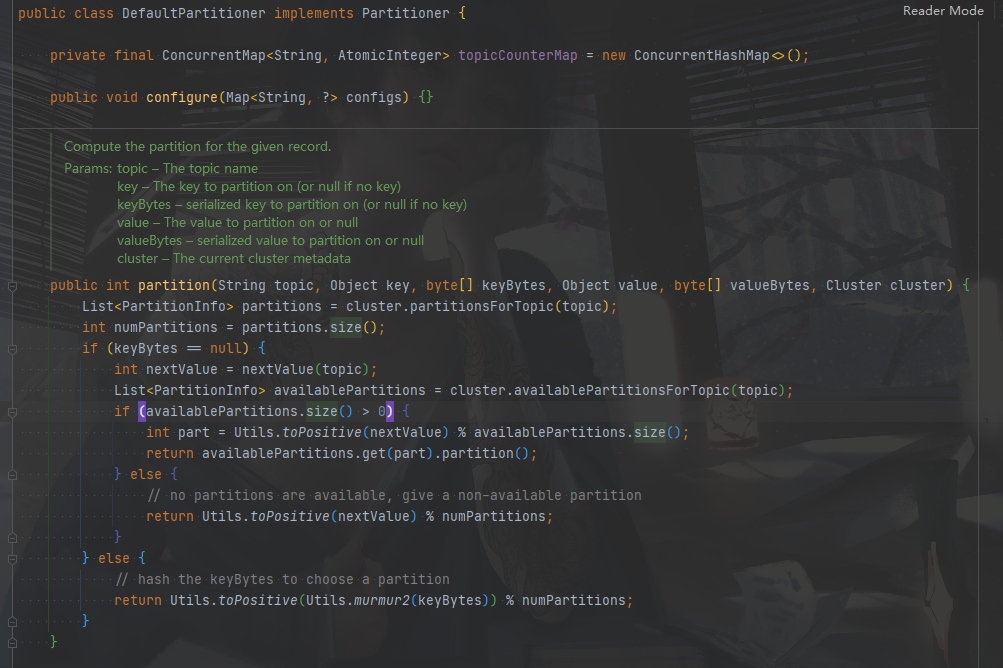 public class DefaultPartitioner implements Partitioner {
Reader Mode
private final ConcurrentMap<String, AtomicInteger> topicCounterMap = new ConcurrentHashMap<>();
public void configure(Map<String, ?> configs) {}
Compute the partition for the given record.
Params: topic – The topic name
key – The key to partition on (or null if no key)
keyBytes – serialized key to partition on (or null if no key)
value – The value to partition on or null
valueBytes – serialized value to partition on or null
cluster – The current cluster metadata
public int partition(String topic, Object key, byte[] keyBytes, Object value, byte[] valueBytes, Cluster cluster) {
List<PartitionInfo> partitions = cluster.partitionsForTopic(topic);
int numPartitions = partitions.size();
if (keyBytes == null) {
int nextValue = nextValue(topic);
List<PartitionInfo> availablePartitions = cluster.availablePartitionsForTopic(topic);
if (availablePartitions.size() > 0) {
int part = Utils.toPositive(nextValue) % availablePartitions.size();
return availablePartitions.get(part).partition();
} else {
// no partitions are available, give a non-available partition
return Utils.toPositive(nextValue) % numPartitions;
}
} else {
// hash the keyBytes to choose a partition
return Utils.toPositive(Utils.murmur2(keyBytes)) % numPartitions;
}
}